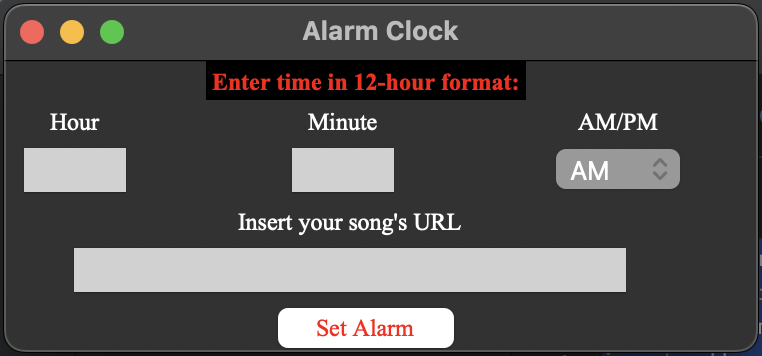 Alarm Clock
Enter time in 12-hour format:
Hour Minute AM/PM
AM
Insert your song's URL
Set Alarm